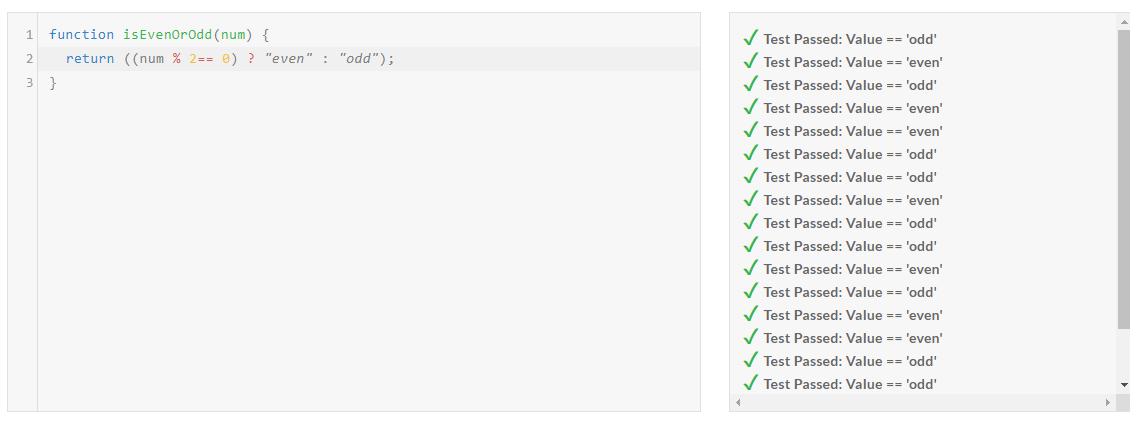 1 function isEvenOrOdd(num) {
2 return ((num % 2== 0) ? "even" : "odd");
3 }
✓ Test Passed: Value == 'odd'
✓ Test Passed: Value == 'even'
✓ Test Passed: Value == 'odd'
✓ Test Passed: Value == 'even'
✓ Test Passed: Value == 'even'
✓ Test Passed: Value == 'odd'
✓ Test Passed: Value == 'odd'
✓ Test Passed: Value == 'even'
✓ Test Passed: Value == 'odd'
✓ Test Passed: Value == 'odd'
✓ Test Passed: Value == 'even'
✓ Test Passed: Value == 'odd'
✓ Test Passed: Value == 'even'
✓ Test Passed: Value == 'even'
✓ Test Passed: Value == 'odd'
✓ Test Passed: Value == 'odd'